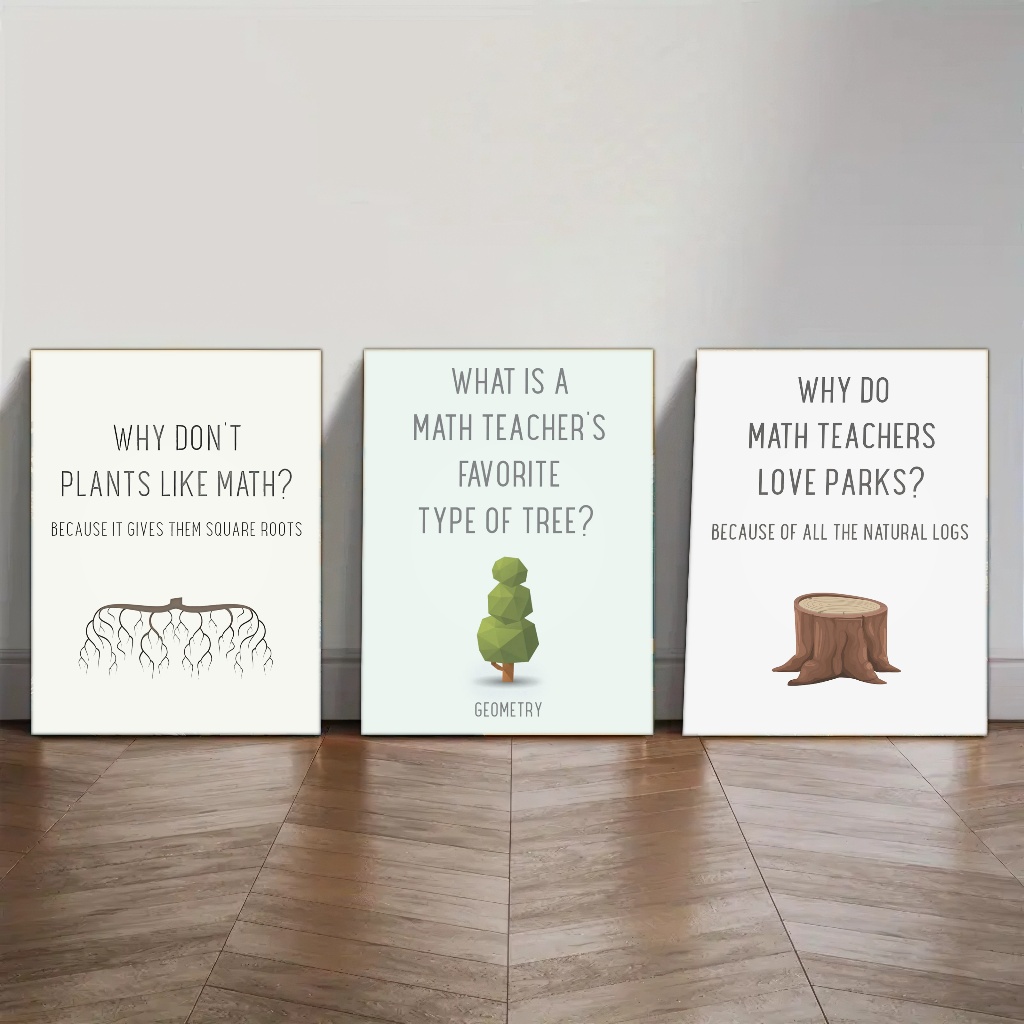 WHY DON'T
PLANTS LIKE MATH?
BECAUSE IT GIVES THEM SQUARE ROOTS
WHAT IS A
MATH TEACHER'S
FAVORITE
TYPE OF TREE?
GEOMETRY
WHY DO
MATH TEACHERS
LOVE PARKS?
BECAUSE OF ALL THE NATURAL LOGS